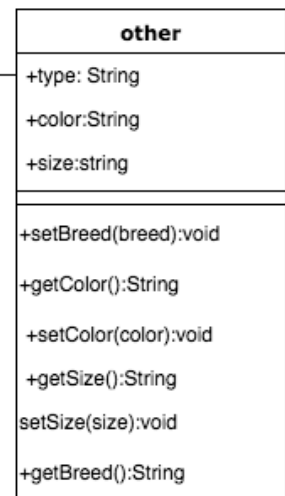 other
+type: String
+color:String
+size:string
+setBreed(breed):void
+getColor():String
+setColor(color):void
+getSize():String
setSize(size):void
+getBreed():String